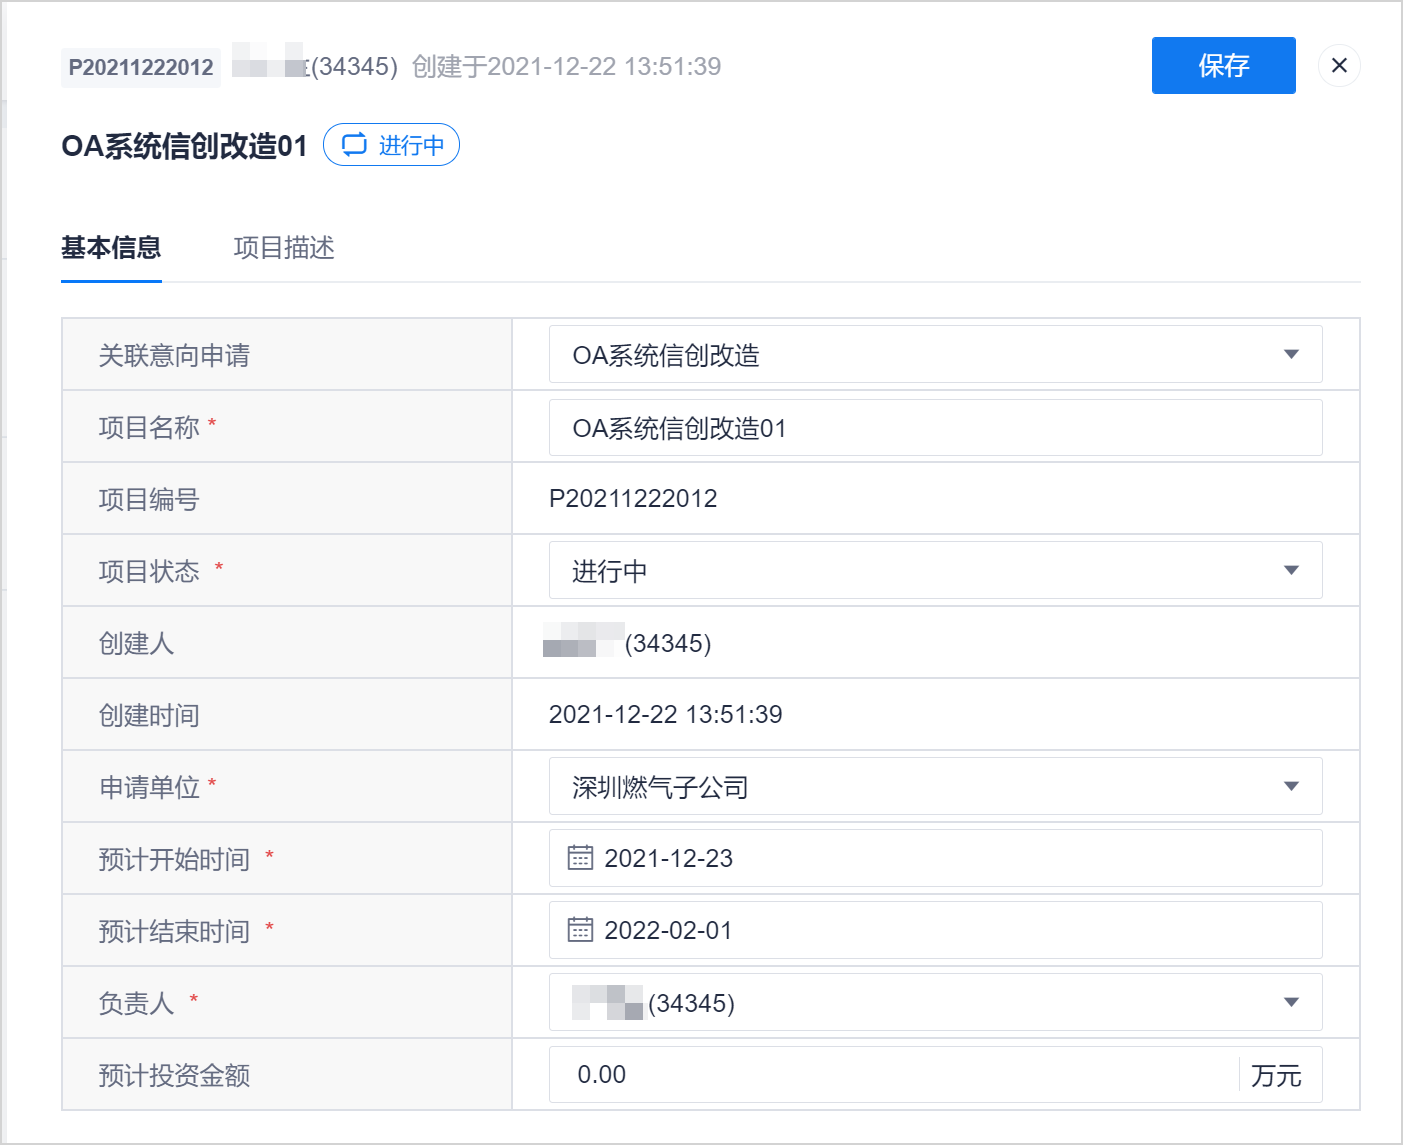 P20211222012 (34345) 创建于2021-12-22 13:51:39 保存
OA系统信创改造01 进行中
基本信息 项目描述
关联意向申请 OA系统信创改造
项目名称 * OA系统信创改造01
项目编号 P20211222012
项目状态 * 进行中
创建人 (34345)
创建时间 2021-12-22 13:51:39
申请单位 * 深圳燃气子公司
预计开始时间 * 2021-12-23
预计结束时间 * 2022-02-01
负责人 * (34345)
预计投资金额 0.00 万元